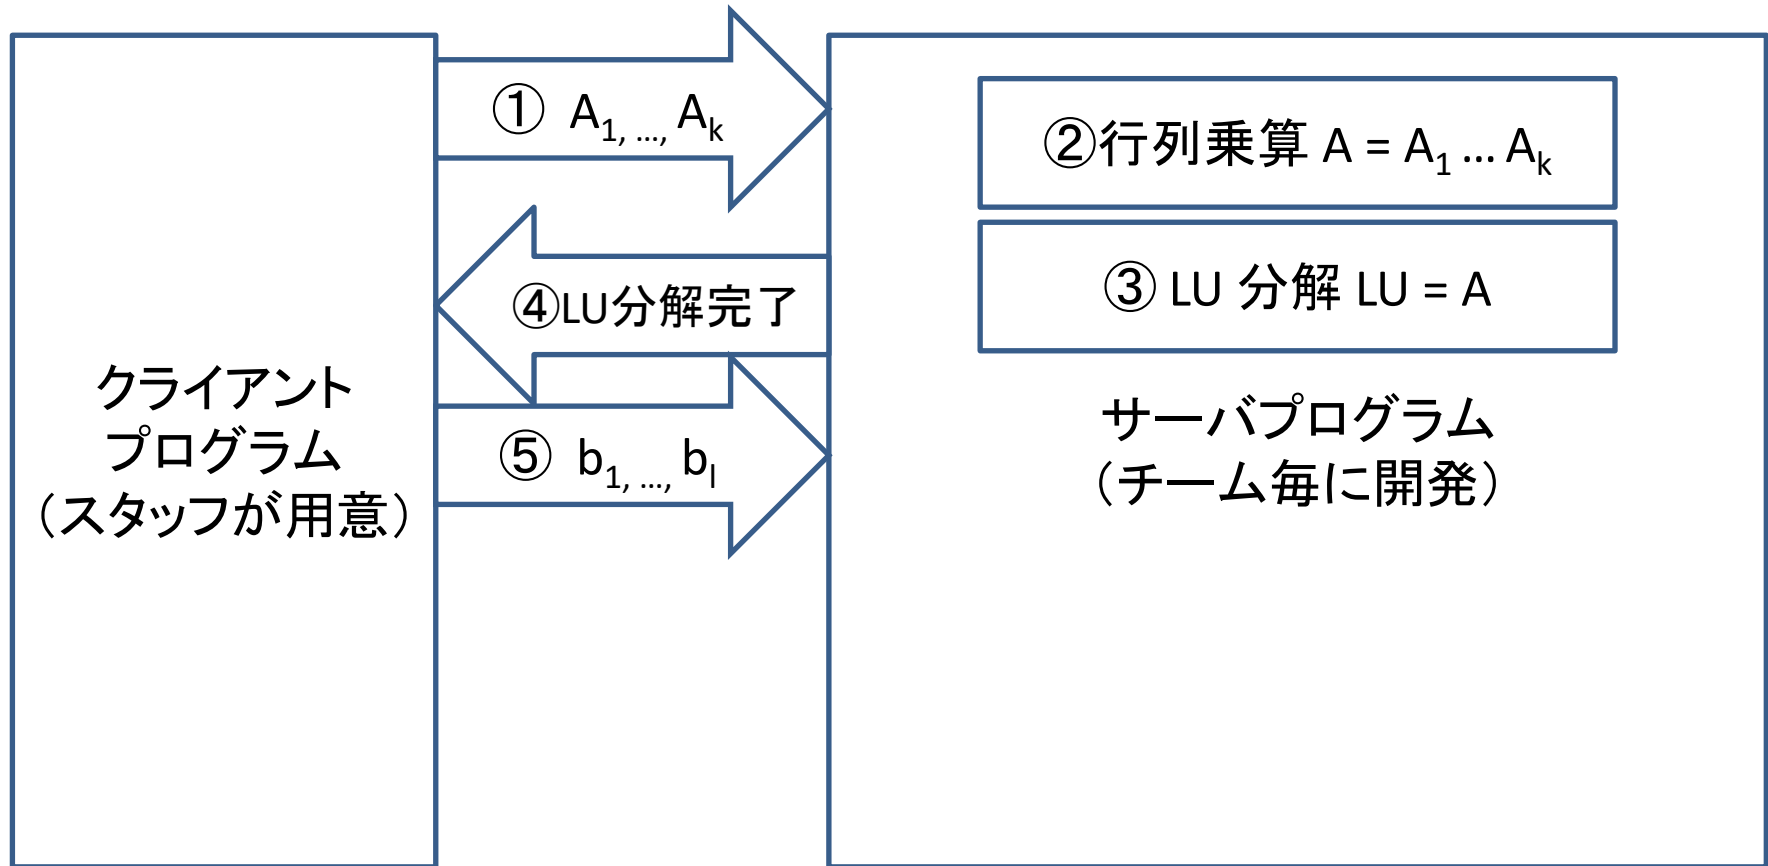 ① A1, ..., Ak
②行列乗算 A = A1 ... Ak
③ LU 分解 LU = A
④LU分解完了
⑤ b1, ..., bl
クライアント
プログラム
（スタッフが用意）
サーバプログラム
（チーム毎に開発）